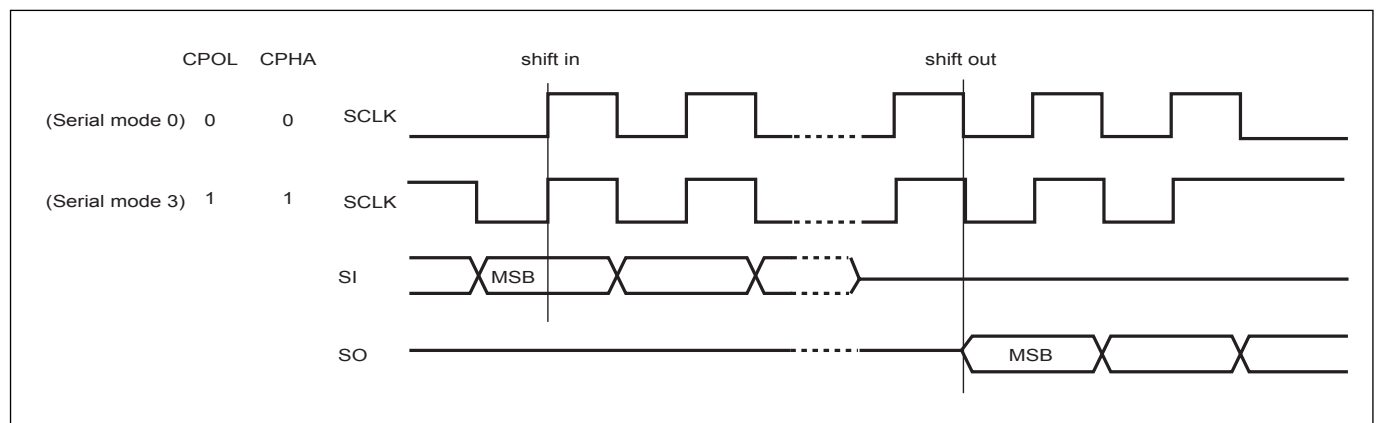 CPOL CPHA shift in shift out
(Serial mode 0) 0 0 SCLK
(Serial mode 3) 1 1 SCLK
SI MSB
SO MSB